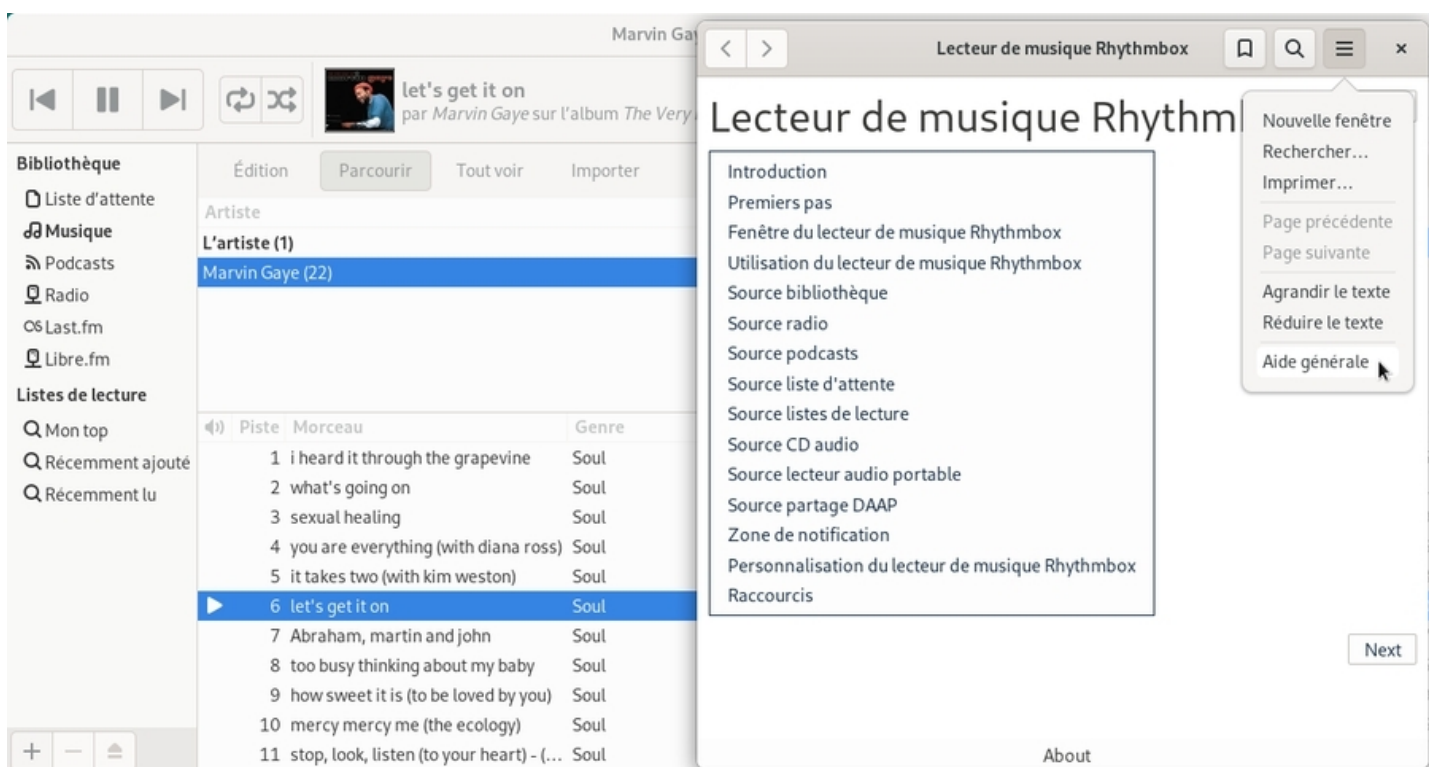 Marvin Ga
let's get it on
par Marvin Gaye sur l'album The Very
Bibliothèque
Liste d'attente
Musique
Podcasts
Radio
Last.fm
Libre.fm
Listes de lecture
Mon top
Récemment ajouté
Récemment lu
Édition Parcourir Tout voir Importer
Artiste
L'artiste (1)
Marvin Gaye (22)
Piste Morceau Genre
1 i heard it through the grapevine Soul
2 what's going on Soul
3 sexual healing Soul
4 you are everything (with diana ross) Soul
5 it takes two (with kim weston) Soul
6 let's get it on Soul
7 Abraham, martin and john Soul
8 too busy thinking about my baby Soul
9 how sweet it is (to be loved by you) Soul
10 mercy mercy me (the ecology) Soul
11 stop, look, listen (to your heart) - (... Soul
Lecteur de musique Rhythmbox
Lecteur de musique Rhythm
Introduction
Premiers pas
Fenêtre du lecteur de musique Rhythmbox
Utilisation du lecteur de musique Rhythmbox
Source bibliothèque
Source radio
Source podcasts
Source liste d'attente
Source listes de lecture
Source CD audio
Source lecteur audio portable
Source partage DAAP
Zone de notification
Personnalisation du lecteur de musique Rhythmbox
Raccourcis
Next
About
Nouvelle fenêtre
Rechercher...
Imprimer...
Page précédente
Page suivante
Agrandir le texte
Réduire le texte
Aide générale